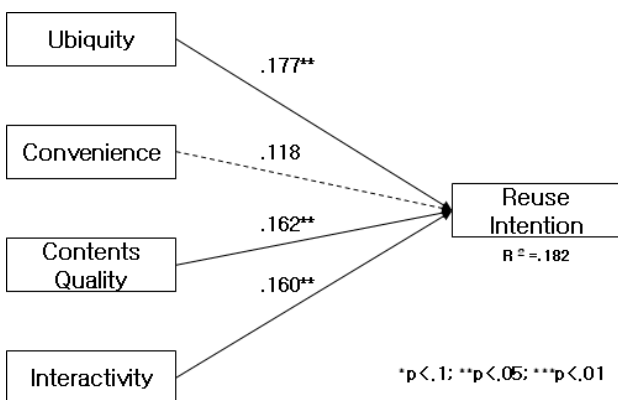 Ubiquity
.177**
Convenience
.118
Reuse
Intention
R²=.182
.162**
Contents
Quality
.160**
Interactivity
*p<.1; **p<.05; ***p<.01